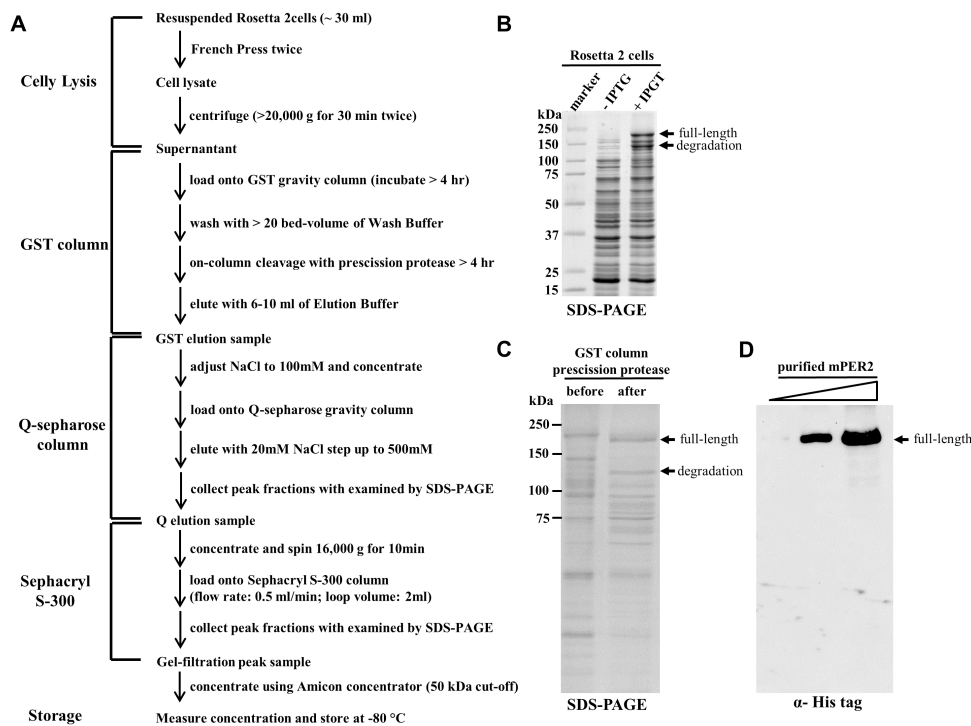 A
Resuspended Rosetta 2cells (~ 30 ml)
French Press twice
Celly Lysis
Cell lysate
centrifuge (>20,000 g for 30 min twice)
Supernantant
load onto GST gravity column (incubate > 4 hr)
wash with > 20 bed-volume of Wash Buffer
GST column
on-column cleavage with prescission protease > 4 hr
elute with 6-10 ml of Elution Buffer
GST elution sample
adjust NaCl to 100mM and concentrate
load onto Q-sepharose gravity column
Q-sepharose
column
elute with 20mM NaCl step up to 500mM
collect peak fractions with examined by SDS-PAGE
Q elution sample
concentrate and spin 16,000 g for 10min
Sephacryl
S-300
load onto Sephacryl S-300 column
(flow rate: 0.5 ml/min; loop volume: 2ml)
collect peak fractions with examined by SDS-PAGE
Gel-filtration peak sample
concentrate using Amicon concentrator (50 kDa cut-off)
Storage
Measure concentration and store at -80 °C
B
Rosetta 2 cells
marker
- IPTG
+ IPGT
kDa
250
150
100
75
50
37
25
15
full-length
degradation
SDS-PAGE
C
GST column
prescission protease
before after
kDa
250
150
100
75
full-length
degradation
SDS-PAGE
D
purified mPER2
full-length
α- His tag